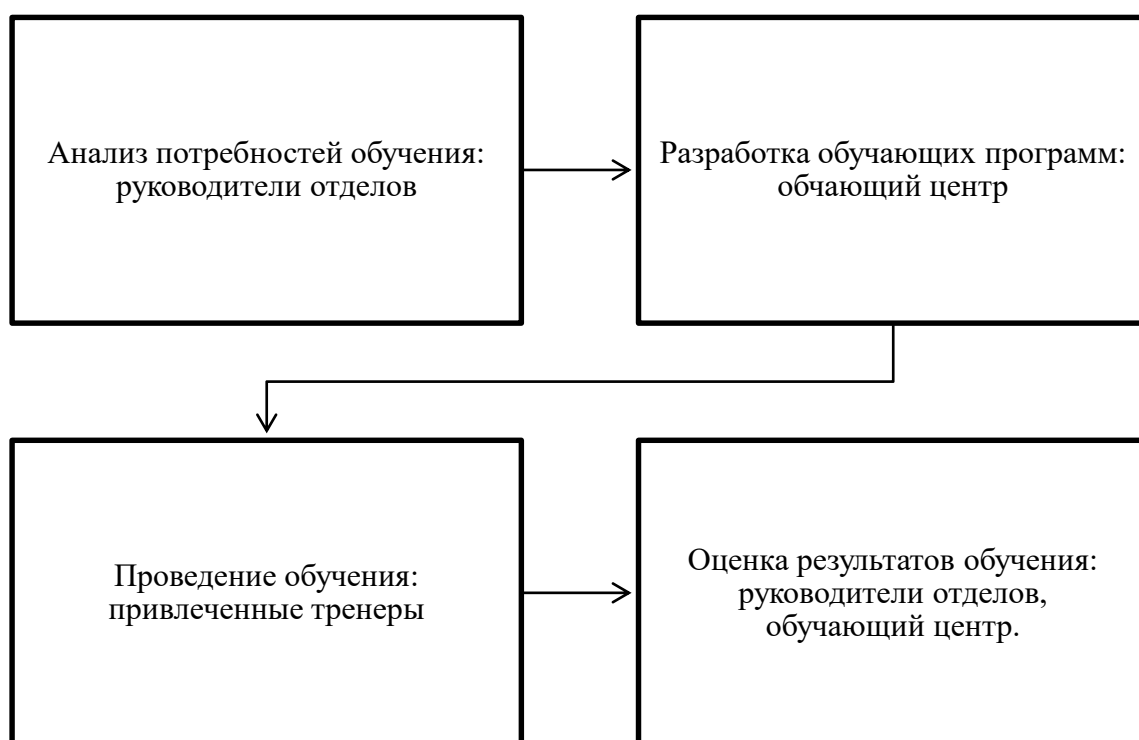 Анализ потребностей обучения:
руководители отделов
Разработка обучающих программ:
обчающий центр
Проведение обучения:
привлеченные тренеры
Оценка результатов обучения:
руководители отделов,
обучающий центр.